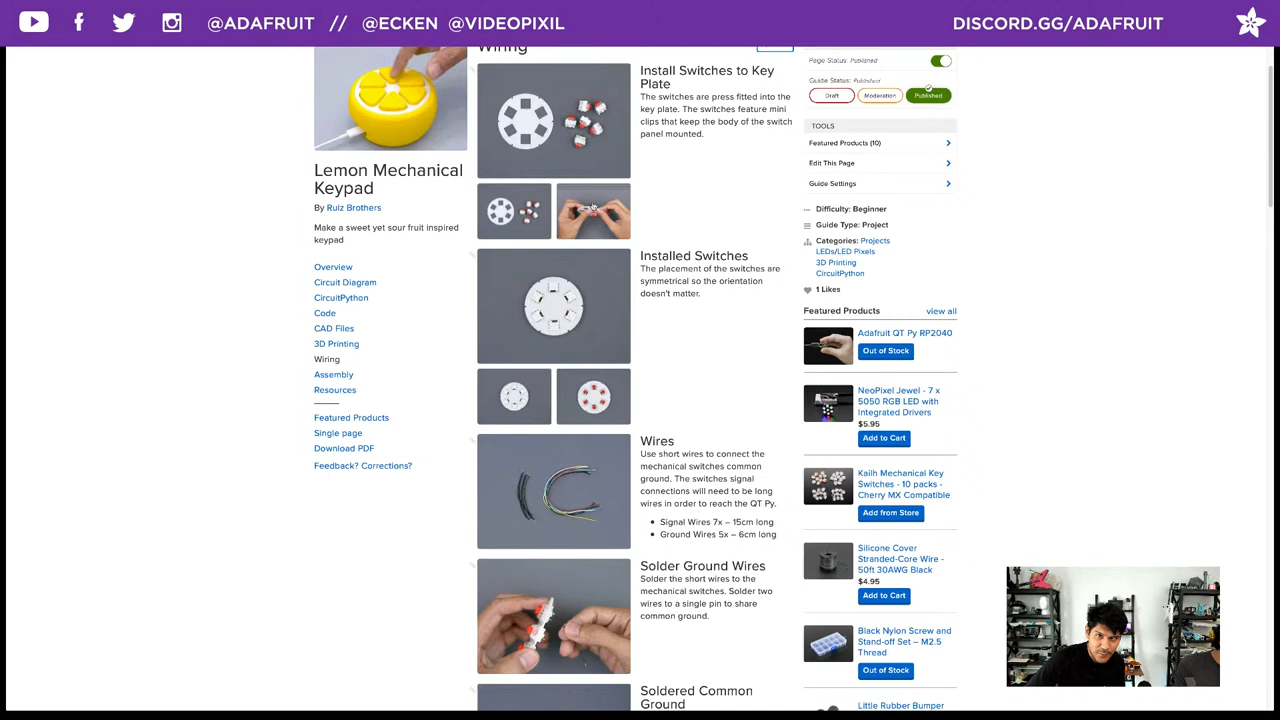 @ADAFRUIT // @ECKEN @VIDEOPIXIL
DISCORD.GG/ADAFRUIT
Lemon Mechanical
Keypad
By Ruiz Brothers
Make a sweet yet sour fruit inspired
keypad
Overview
Circuit Diagram
CircuitPython
Code
CAD Files
3D Printing
Wiring
Assembly
Resources
Featured Products
Single page
Download PDF
Feedback? Corrections?
Wiring
Install Switches to Key
Plate
The switches are press fitted into the
key plate. The switches feature mini
clips that keep the body of the switch
panel mounted.
Installed Switches
The placement of the switches are
symmetrical so the orientation
doesn't matter.
Wires
Use short wires to connect the
mechanical switches common
ground. The switches signal
connections will need to be long
wires in order to reach the QT Py.
• Signal Wires 7x – 15cm long
• Ground Wires 5x – 6cm long
Solder Ground Wires
Solder the short wires to the
mechanical switches. Solder two
wires to a single pin to share
common ground.
Soldered Common
Ground
Page Status: Published
Guide Status: Published
Draft
Moderation
Published
TOOLS
Featured Products (10)
Edit This Page
Guide Settings
Difficulty: Beginner
Guide Type: Project
Categories: Projects
LEDs/LED Pixels
3D Printing
CircuitPython
1 Likes
Featured Products view all
Adafruit QT Py RP2040
Out of Stock
NeoPixel Jewel - 7 x
5050 RGB LED with
Integrated Drivers
$5.95
Add to Cart
Kailh Mechanical Key
Switches - 10 packs -
Cherry MX Compatible
Add from Store
Silicone Cover
Stranded-Core Wire -
50ft 30AWG Black
$4.95
Add to Cart
Black Nylon Screw and
Stand-off Set – M2.5
Thread
Out of Stock
Little Rubber Bumper